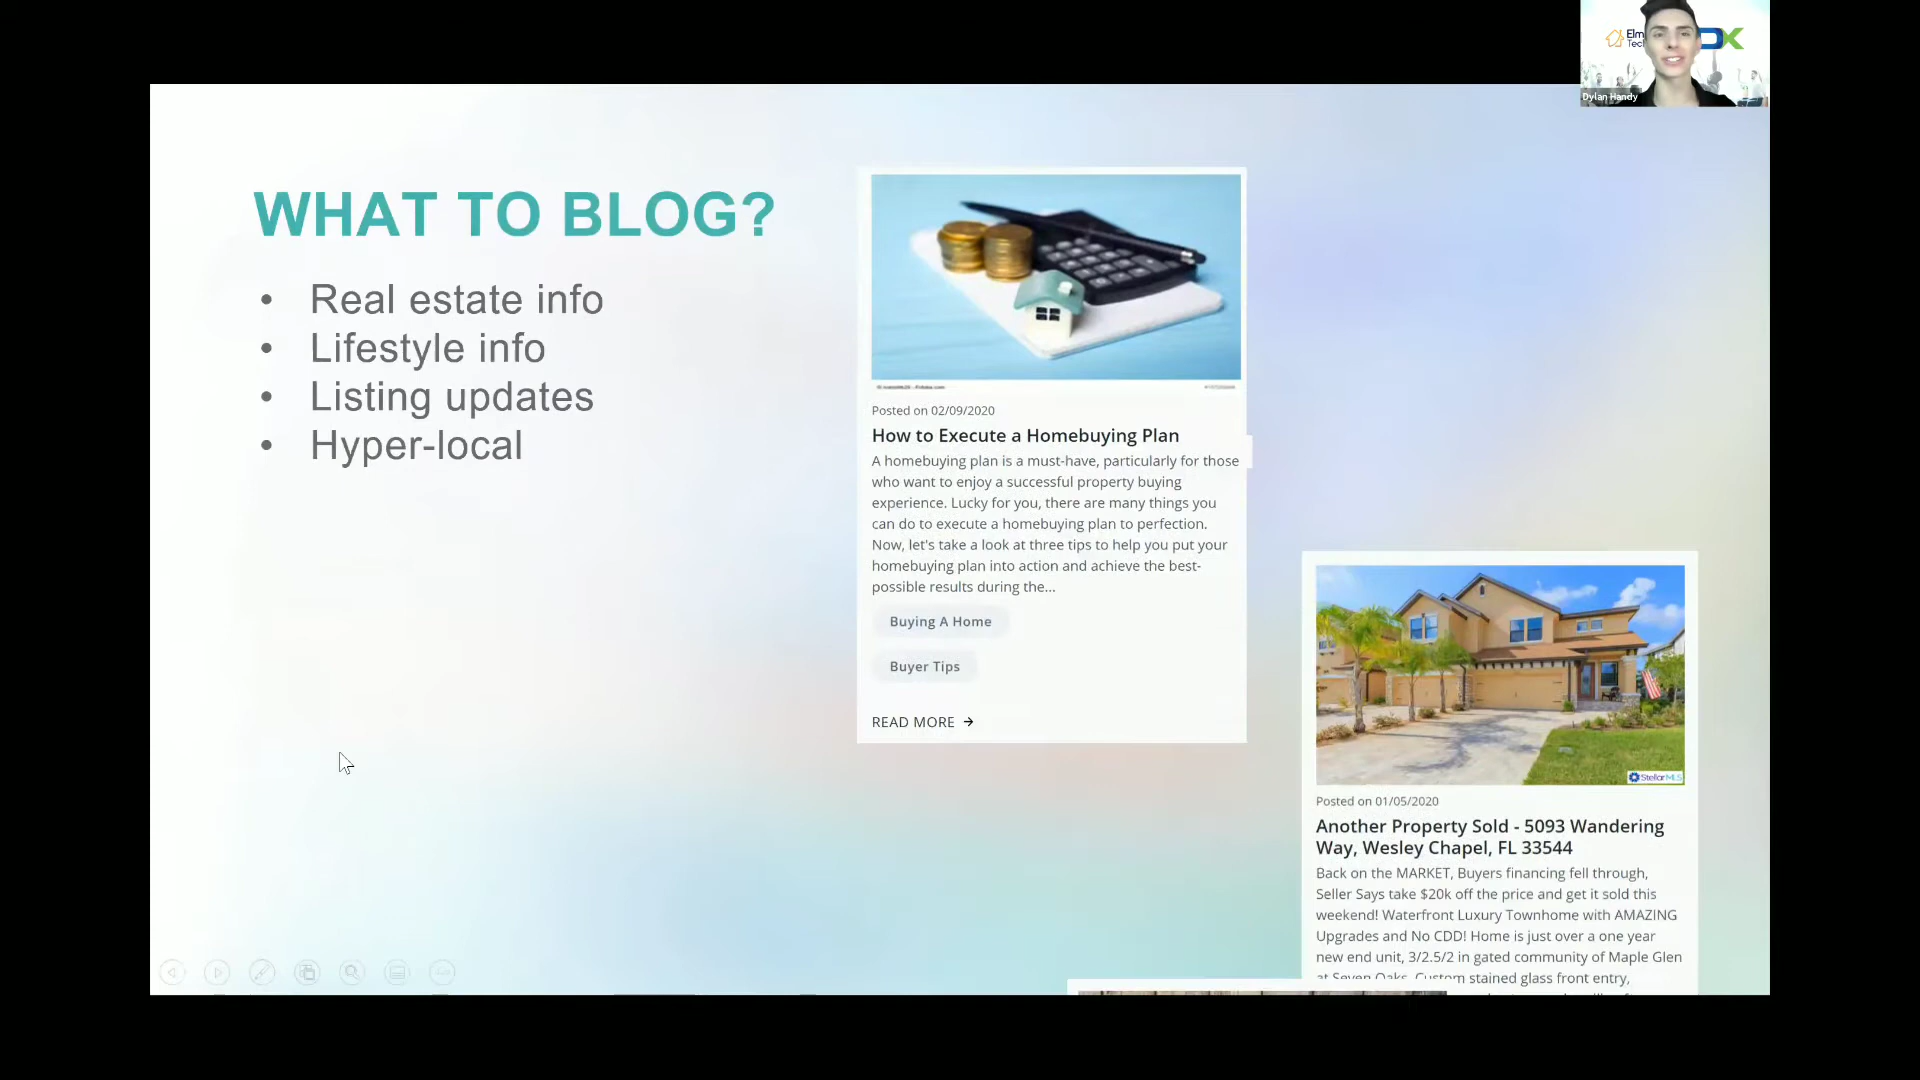 Elm
Tec
DX
Dylan Handy
WHAT TO BLOG?
• Real estate info
• Lifestyle info
• Listing updates
• Hyper-local
Posted on 02/09/2020
How to Execute a Homebuying Plan
A homebuying plan is a must-have, particularly for those
who want to enjoy a successful property buying
experience. Lucky for you, there are many things you
can do to execute a homebuying plan to perfection.
Now, let's take a look at three tips to help you put your
homebuying plan into action and achieve the best-
possible results during the...
Buying A Home
Buyer Tips
READ MORE →
StellarMLS
Posted on 01/05/2020
Another Property Sold - 5093 Wandering
Way, Wesley Chapel, FL 33544
Back on the MARKET, Buyers financing fell through,
Seller Says take $20k off the price and get it sold this
weekend! Waterfront Luxury Townhome with AMAZING
Upgrades and No CDD! Home is just over a one year
new end unit, 3/2.5/2 in gated community of Maple Glen
at Seven Oaks. Custom stained glass front entry,